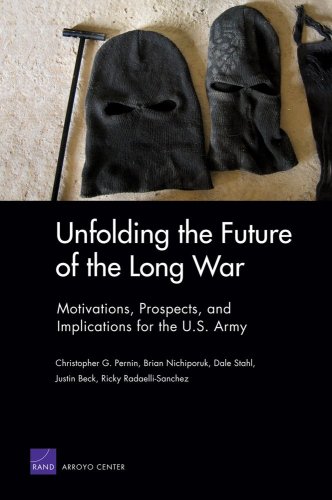 Unfolding the Future
of the Long War
Motivations, Prospects, and
Implications for the U.S. Army
Christopher G. Pernin, Brian Nichiporuk, Dale Stahl,
Justin Beck, Ricky Radaelli-Sanchez
RAND ARROYO CENTER